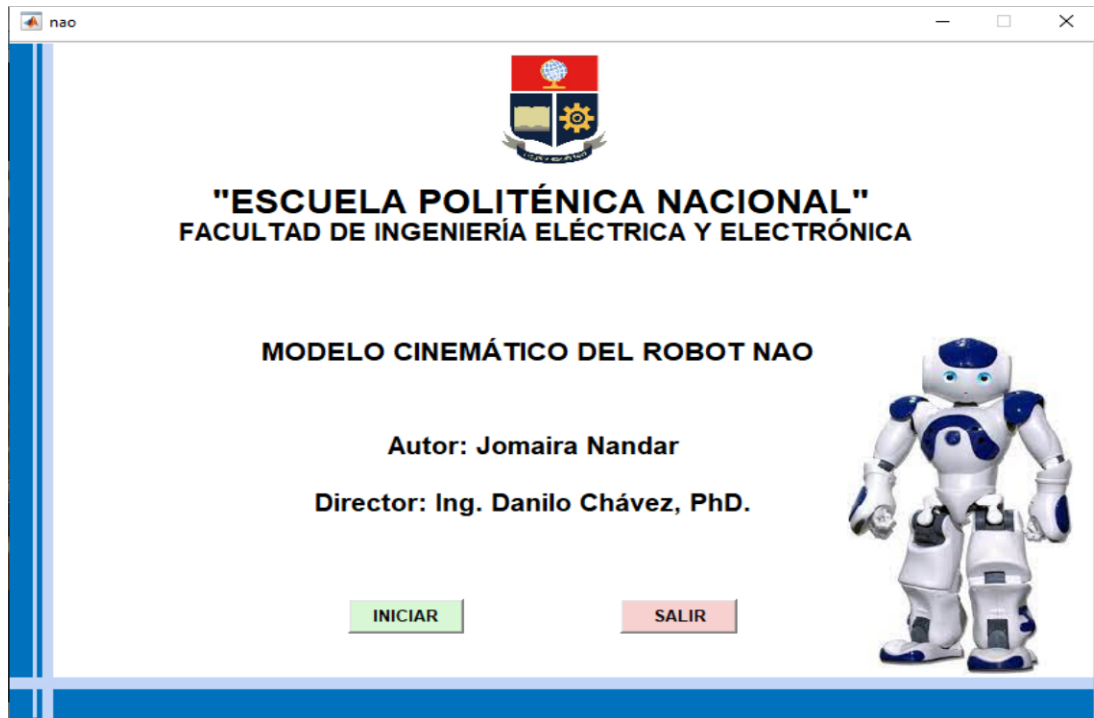 nao
"ESCUELA POLITÉNICA NACIONAL"
FACULTAD DE INGENIERÍA ELÉCTRICA Y ELECTRÓNICA
MODELO CINEMÁTICO DEL ROBOT NAO
Autor: Jomaira Nandar
Director: Ing. Danilo Chávez, PhD.
INICIAR
SALIR